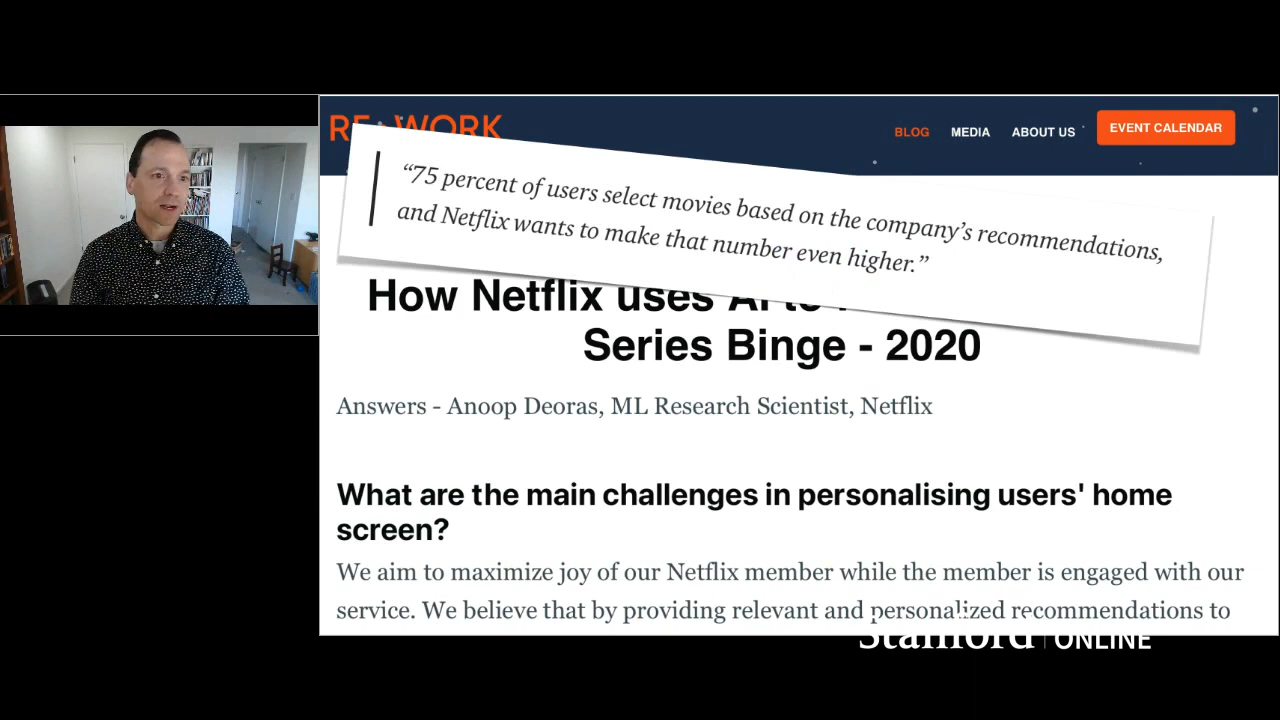 RE•WORK
BLOG MEDIA ABOUT US EVENT CALENDAR
“75 percent of users select movies based on the company’s recommendations,
and Netflix wants to make that number even higher.”
How Netflix uses AI to
Series Binge - 2020
Answers - Anoop Deoras, ML Research Scientist, Netflix
What are the main challenges in personalising users' home
screen?
We aim to maximize joy of our Netflix member while the member is engaged with our
service. We believe that by providing relevant and personalized recommendations to
Stanford | ONLINE